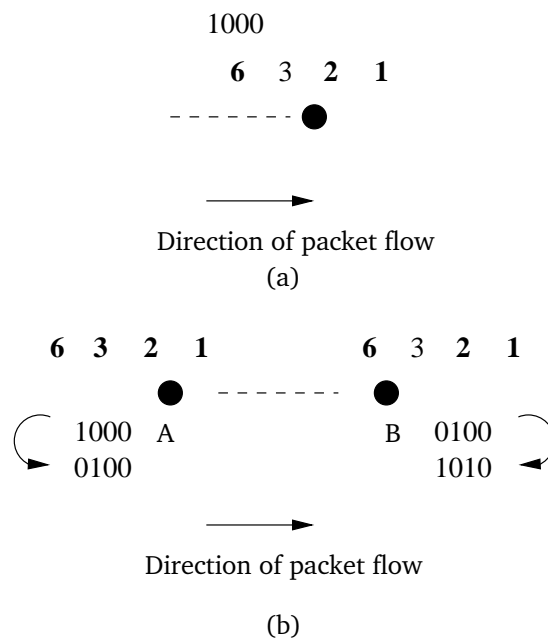 1000
6 3 2 1
Direction of packet flow
(a)
6 3 2 1 6 3 2 1
1000 A B 0100
0100 1010
Direction of packet flow
(b)